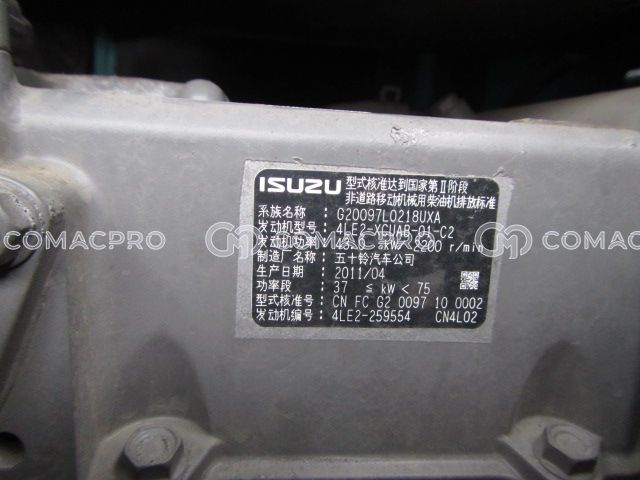 ISUZU 型式核准达到国家第Ⅱ阶段
非道路移动机械用柴油机排放标准
系族名称 : G20097L0218UXA
发动机型号: 4LE2-XCUAB-01-C2
发动机功率: kW/2200 r/min
制造厂名称: 五十铃汽车公司
生产日期 : 2011/04
功率段 : 37 ≤ kW < 75
型式核准号: CN FC G2 0097 10 0002
发动机编号: 4LE2-259554 CN4L02
COMACPRO
COMACPRO
COMACPRO
COMACPRO
COMACPRO
COMACPRO